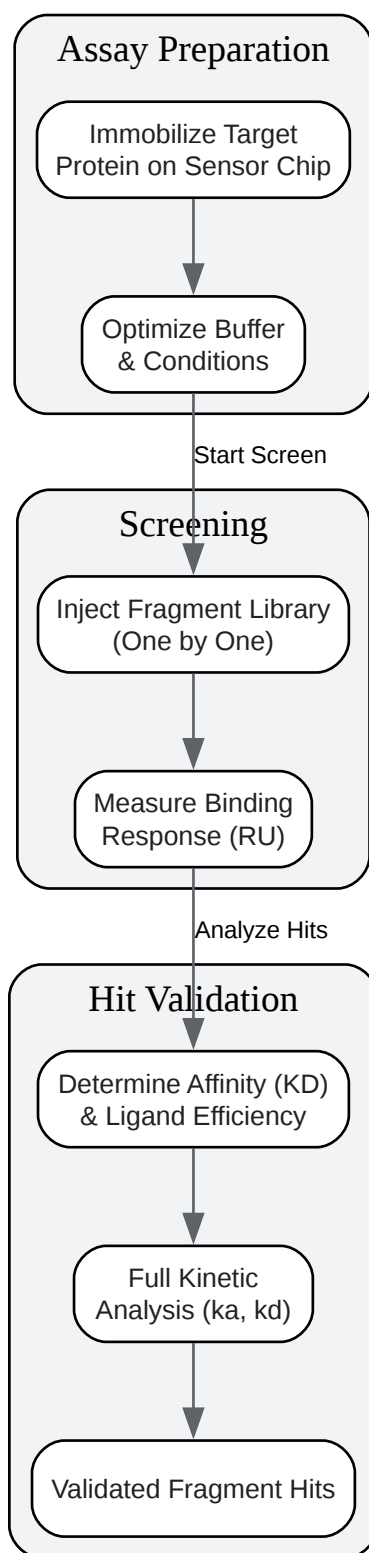 Assay Preparation
Immobilize Target
Protein on Sensor Chip
Optimize Buffer
& Conditions
Start Screen
Screening
Inject Fragment Library
(One by One)
Measure Binding
Response (RU)
Analyze Hits
Hit Validation
Determine Affinity (KD)
& Ligand Efficiency
Full Kinetic
Analysis (ka, kd)
Validated Fragment Hits